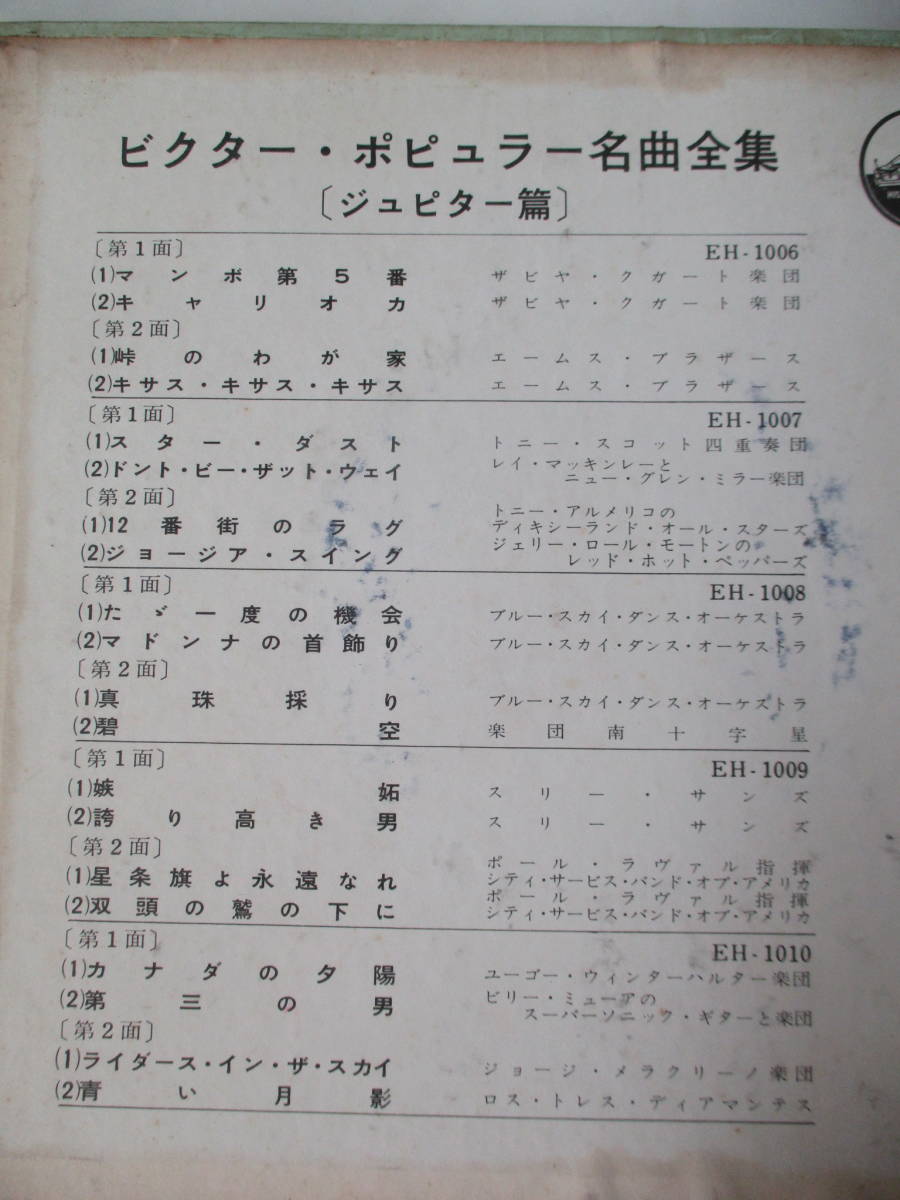 ビクター・ポピュラー名曲全集
〔ジュピター篇〕
〔第1面〕 EH-1006
(1)マンボ第5番 ザビヤ・クガート楽団
(2)キャリオカ ザビヤ・クガート楽団
〔第2面〕
(1)峠のわが家 エームス・ブラザース
(2)キサス・キサス・キサス エームス・ブラザース
〔第1面〕 EH-1007
(1)スター・ダスト トニー・スコット四重奏団
(2)ドント・ビー・ザット・ウェイ レイ・マッキンレーと
ニュー・グレン・ミラー楽団
〔第2面〕
(1)12番街のラグ トニー・アルメリコの
ディキシーランド・オール・スターズ
(2)ジョージア・スイング ジェリー・ロール・モートンの
レッド・ホット・ペッパーズ
〔第1面〕 EH-1008
(1)たゞ一度の機会 ブルー・スカイ・ダンス・オーケストラ
(2)マドンナの首飾り ブルー・スカイ・ダンス・オーケストラ
〔第2面〕
(1)真珠採り ブルー・スカイ・ダンス・オーケストラ
(2)碧空 楽団南十字星
〔第1面〕 EH-1009
(1)嫉妬 スリー・サンズ
(2)誇り高き男 スリー・サンズ
〔第2面〕
(1)星条旗よ永遠なれ ポール・ラヴァル指揮
シティ・サービス・バンド・オブ・アメリカ
(2)双頭の鷲の下に ポール・ラヴァル指揮
シティ・サービス・バンド・オブ・アメリカ
〔第1面〕 EH-1010
(1)カナダの夕陽 ユーゴー・ウィンターハルター楽団
(2)第三の男 ビリー・ミューアの
スーパーソニック・ギターと楽団
〔第2面〕
(1)ライダース・イン・ザ・スカイ ジョージ・メラクリーノ楽団
(2)青い月影 ロス・トレス・ディアマンテス